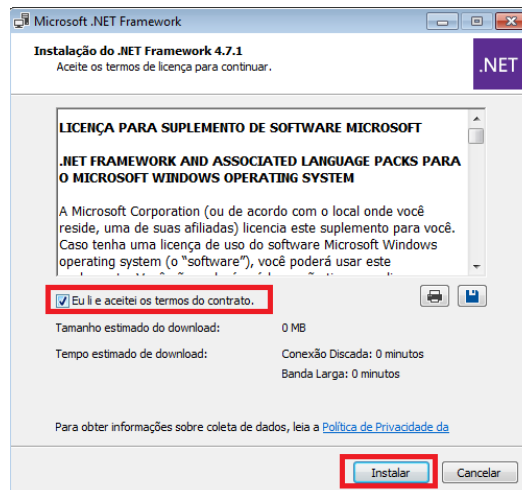 Microsoft .NET Framework
Instalação do .NET Framework 4.7.1
Aceite os termos de licença para continuar.
.NET
LICENÇA PARA SUPLEMENTO DE SOFTWARE MICROSOFT
.NET FRAMEWORK AND ASSOCIATED LANGUAGE PACKS PARA
O MICROSOFT WINDOWS OPERATING SYSTEM
A Microsoft Corporation (ou de acordo com o local onde você
reside, uma de suas afiliadas) licencia este suplemento para você.
Caso tenha uma licença de uso do software Microsoft Windows
operating system (o "software"), você poderá usar este
Eu li e aceitei os termos do contrato.
Tamanho estimado do download: 0 MB
Tempo estimado de download: Conexão Discada: 0 minutos
Banda Larga: 0 minutos
Para obter informações sobre coleta de dados, leia a Política de Privacidade da
Instalar Cancelar